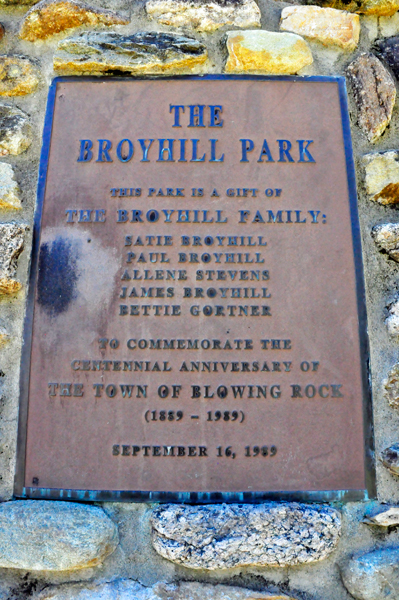 THE
BROYHILL PARK
THIS PARK IS A GIFT OF
THE BROYHILL FAMILY:
SATIE BROYHILL
PAUL BROYHILL
ALLENE STEVENS
JAMES BROYHILL
BETTIE GORTNER
TO COMMEMORATE THE
CENTENNIAL ANNIVERSARY OF
THE TOWN OF BLOWING ROCK
(1889 – 1989)
SEPTEMBER 16, 1989